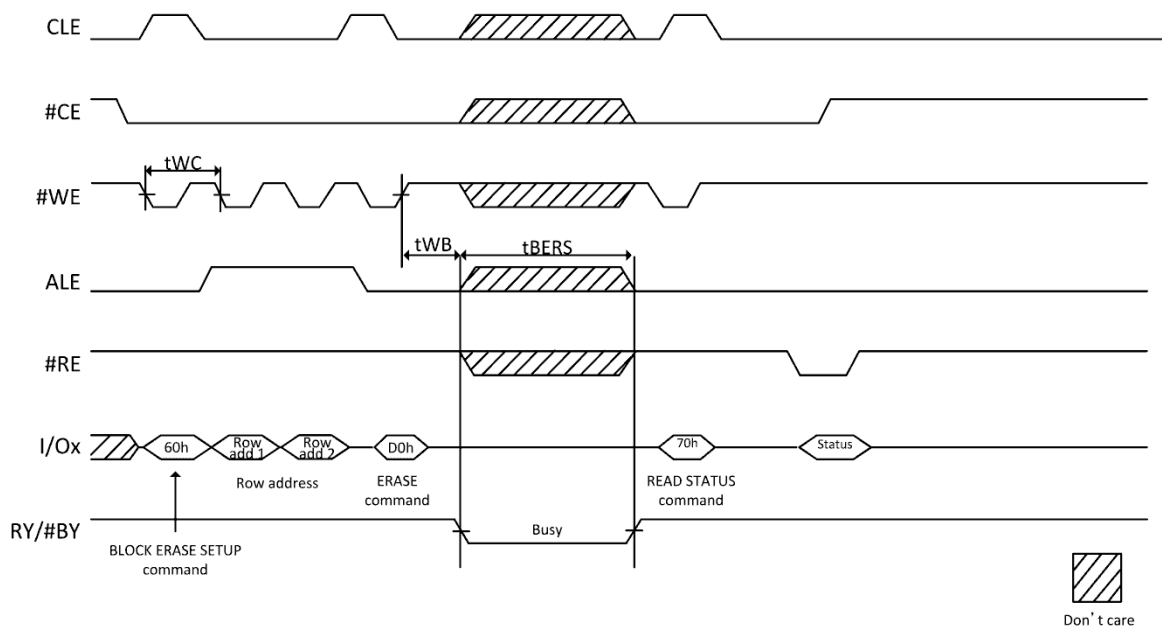 CLE
#CE
tWC
#WE
tWB
tBERS
ALE
#RE
I/Ox
60h
Row
add 1
Row
add 2
D0h
70h
Status
Row address
ERASE
command
READ STATUS
command
RY/#BY
Busy
BLOCK ERASE SETUP
command
Don't care